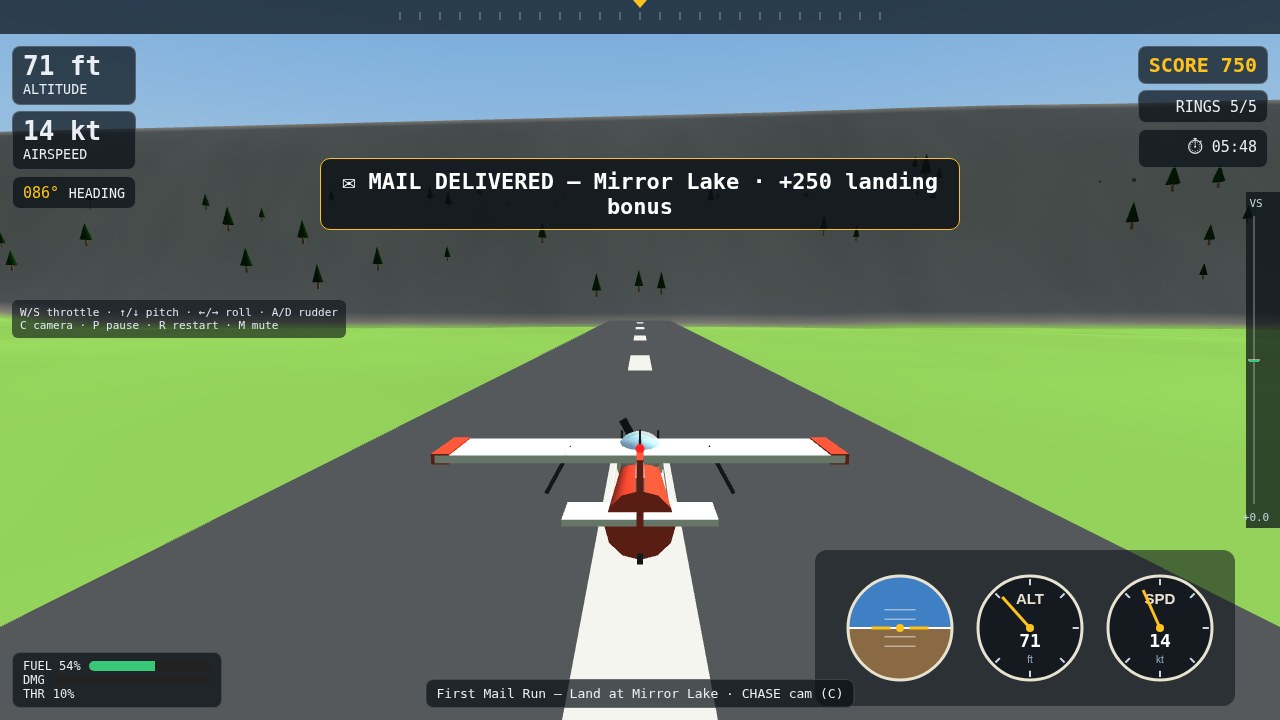 71 ft
ALTITUDE
14 kt
AIRSPEED
086° HEADING
SCORE 750
RINGS 5/5
⏱ 05:48
✉ MAIL DELIVERED — Mirror Lake · +250 landing
bonus
VS
+0.0
W/S throttle · ↑/↓ pitch · ←/→ roll · A/D rudder
C camera · P pause · R restart · M mute
ALT
71
ft
SPD
14
kt
FUEL 54%
DMG
THR 10%
First Mail Run — Land at Mirror Lake · CHASE cam (C)